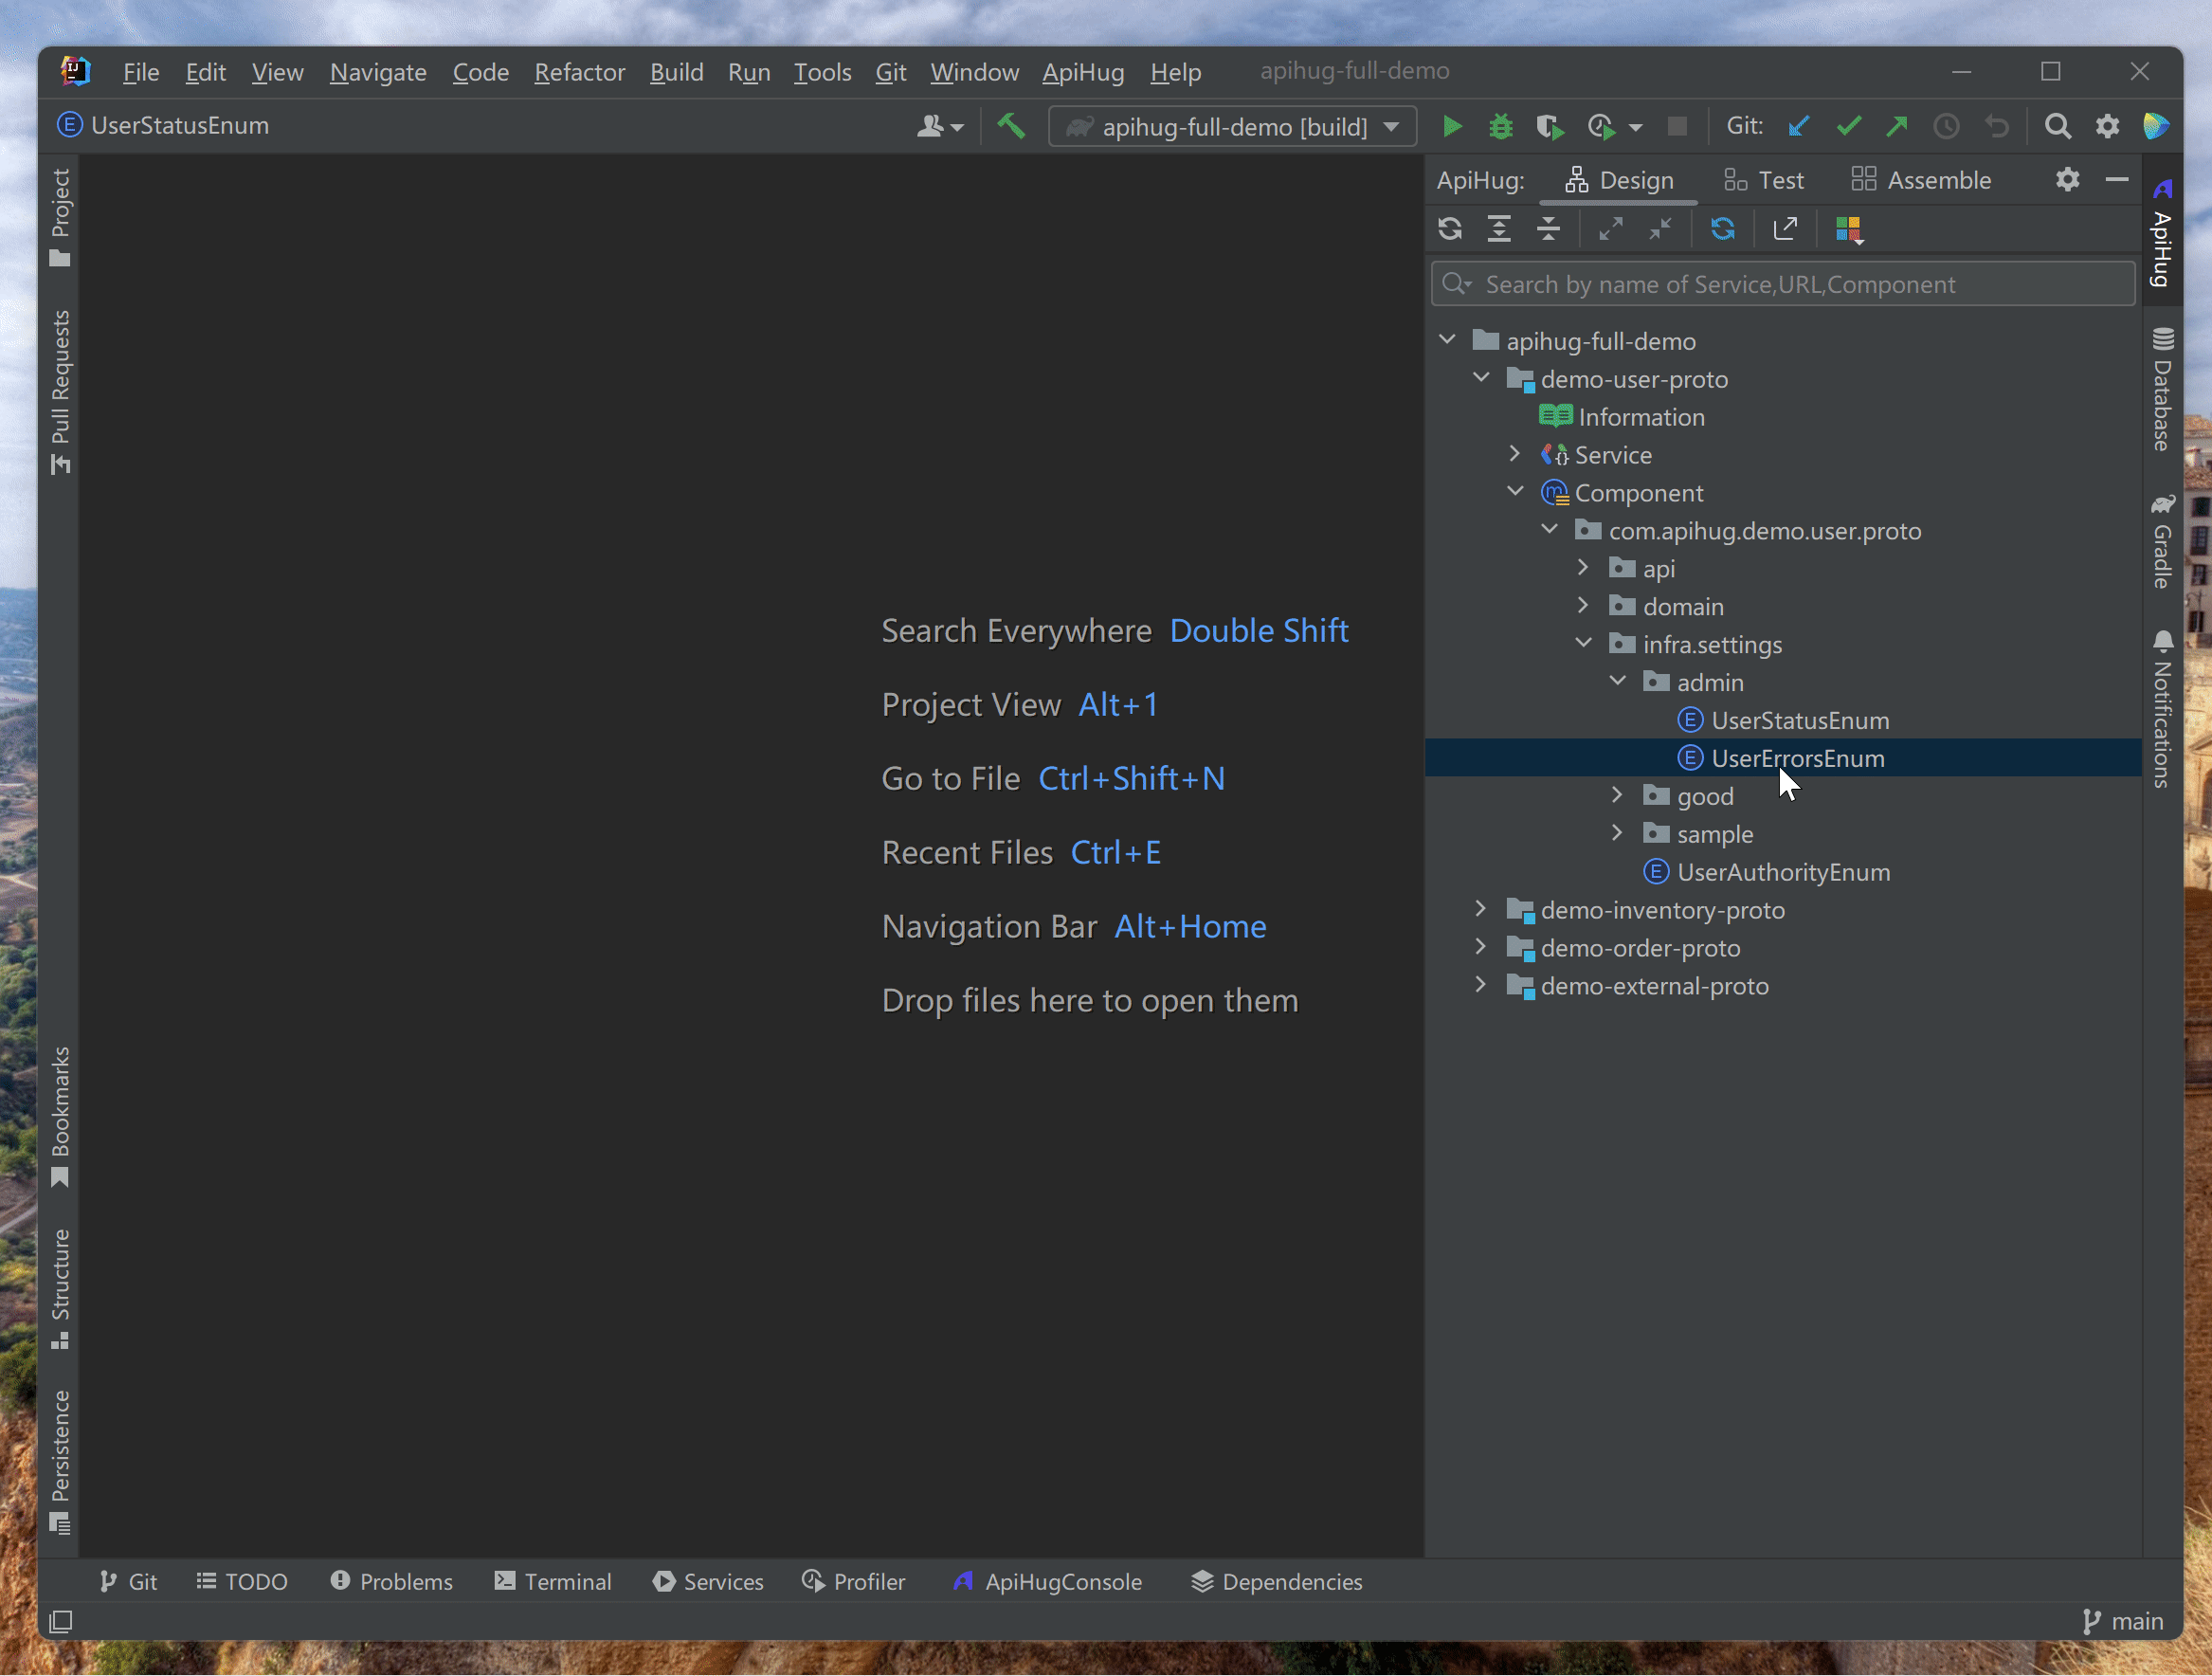 File Edit View Navigate Code Refactor Build Run Tools Git Window ApiHug Help apihug-full-demo
UserStatusEnum
apihug-full-demo [build]
Git:
Project
Pull Requests
Bookmarks
Structure
Persistence
Search Everywhere Double Shift
Project View Alt+1
Go to File Ctrl+Shift+N
Recent Files Ctrl+E
Navigation Bar Alt+Home
Drop files here to open them
ApiHug: Design Test Assemble
Search by name of Service,URL,Component
apihug-full-demo
demo-user-proto
Information
Service
Component
com.apihug.demo.user.proto
api
domain
infra.settings
admin
UserStatusEnum
UserErrorsEnum
good
sample
UserAuthorityEnum
demo-inventory-proto
demo-order-proto
demo-external-proto
ApiHug
Database
Gradle
Notifications
Git TODO Problems Terminal Services Profiler ApiHugConsole Dependencies
main